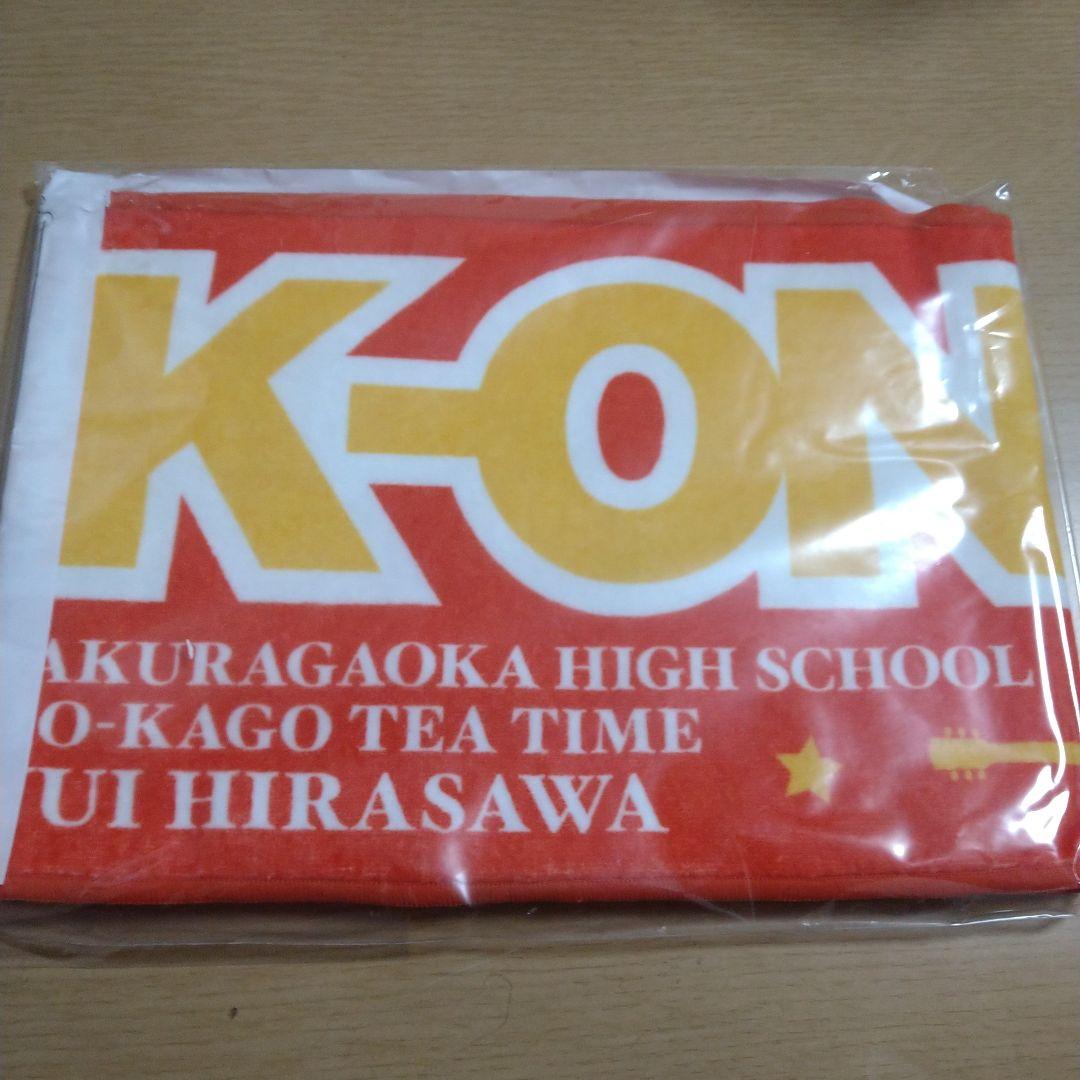 K-ON
AKURAGAOKA HIGH SCHOOL
O-KAGO TEA TIME
UI HIRASAWA